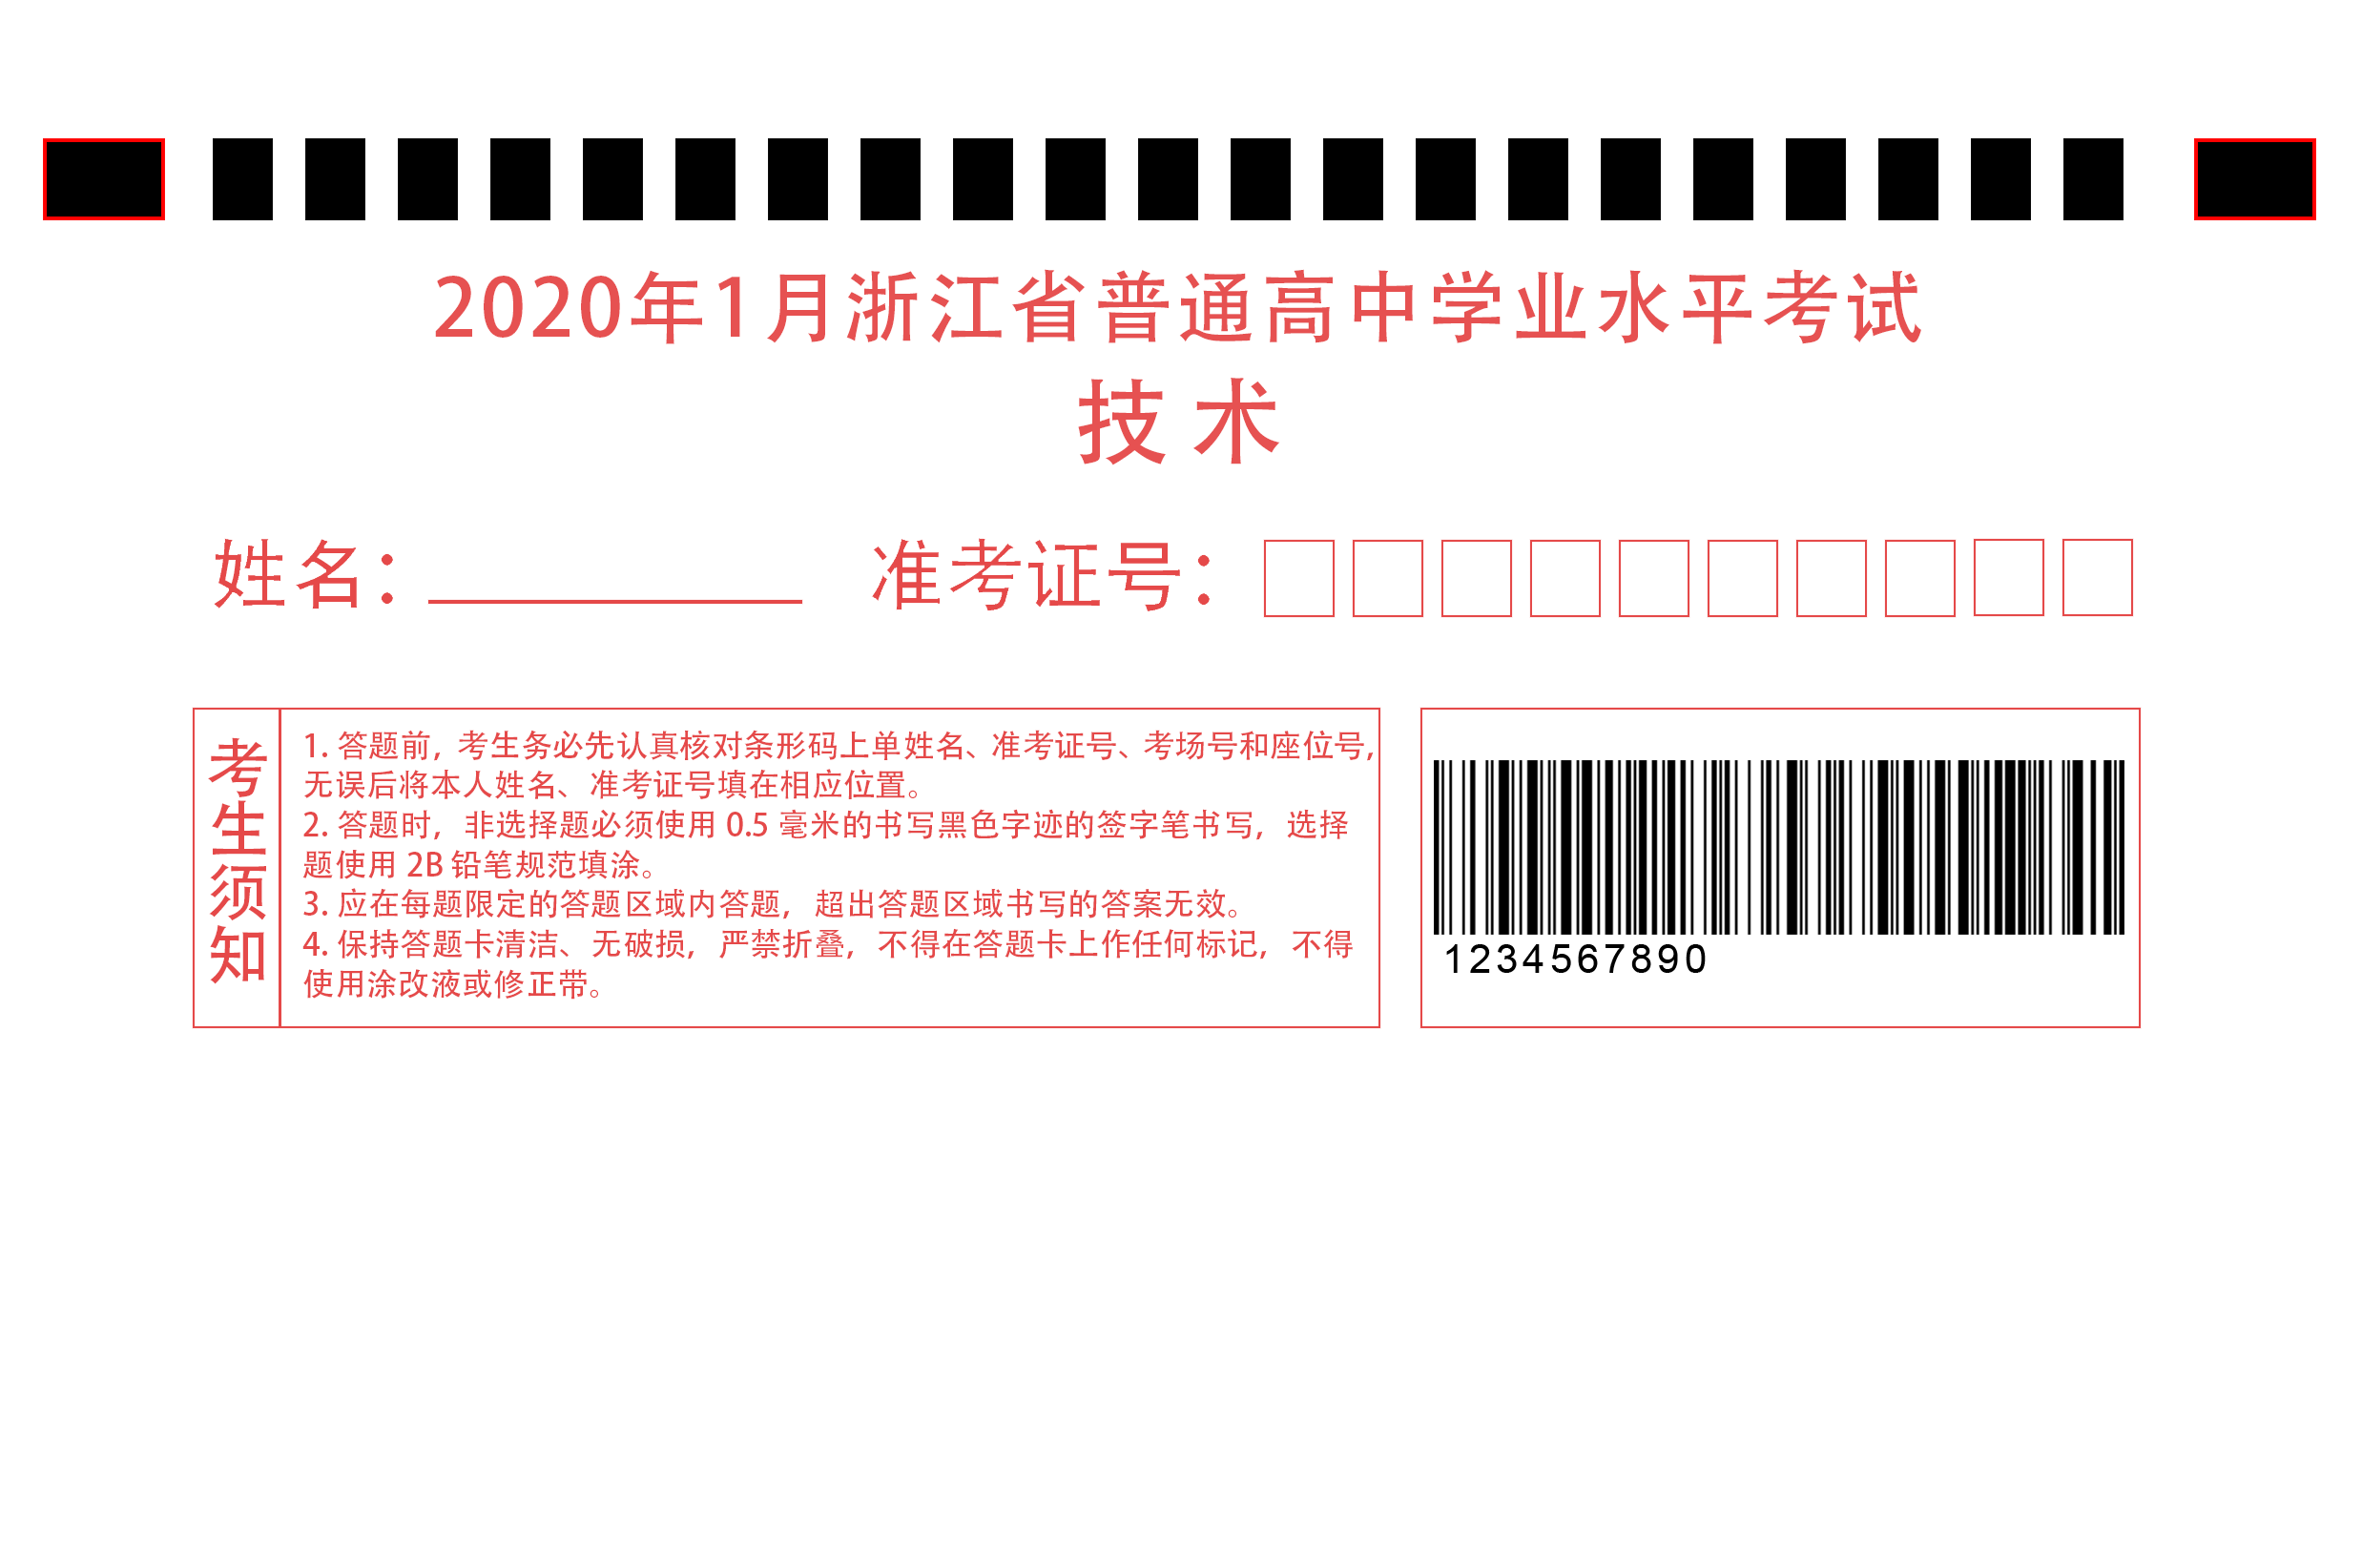 2020年1月浙江省普通高中学业水平考试
技术
姓名：
准考证号：
考生须知
1. 答题前，考生务必先认真核对条形码上单姓名、准考证号、考场号和座位号，
无误后将本人姓名、准考证号填在相应位置。
2. 答题时，非选择题必须使用 0.5 毫米的书写黑色字迹的签字笔书写，选择
题使用 2B 铅笔规范填涂。
3. 应在每题限定的答题区域内答题，超出答题区域书写的答案无效。
4. 保持答题卡清洁、无破损，严禁折叠，不得在答题卡上作任何标记，不得
使用涂改液或修正带。
1234567890